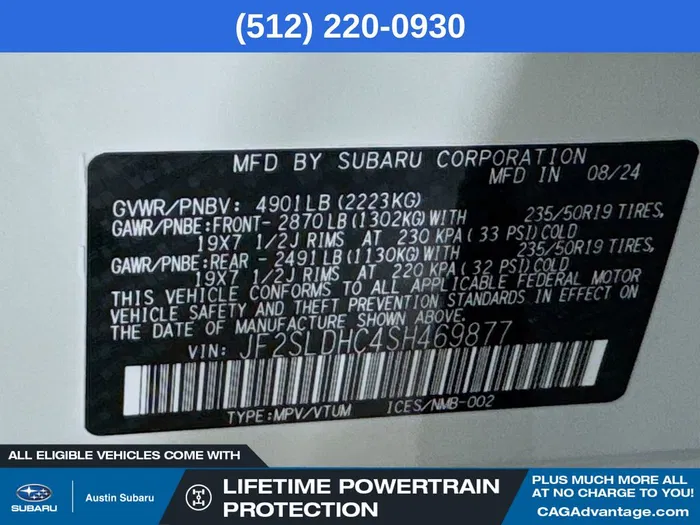 (512) 220-0930
MFD BY SUBARU CORPORATION
MFD IN 08/24
GVWR/PNBV: 4901LB (2223KG)
GAWR/PNBE:FRONT- 2870LB (1302KG) WITH 235/50R19 TIRES,
19X7 1/2J RIMS AT 230 KPA ( 33 PSI) COLD
GAWR/PNBE:REAR - 2491LB (1130KG) WITH 235/50R19 TIRES,
19X7 1/2J RIMS AT 220 KPA ( 32 PSI) COLD
THIS VEHICLE CONFORMS TO ALL APPLICABLE FEDERAL MOTOR
VEHICLE SAFETY AND THEFT PREVENTION STANDARDS IN EFFECT ON
THE DATE OF MANUFACTURE SHOWN ABOVE.
VIN: JF2SLDHC4SH469877
TYPE:MPV/VTUM ICES/NMB-002
ALL ELIGIBLE VEHICLES COME WITH
SUBARU
Austin Subaru
LIFETIME POWERTRAIN
PROTECTION
PLUS MUCH MORE ALL
AT NO CHARGE TO YOU!
CAGAdvantage.com